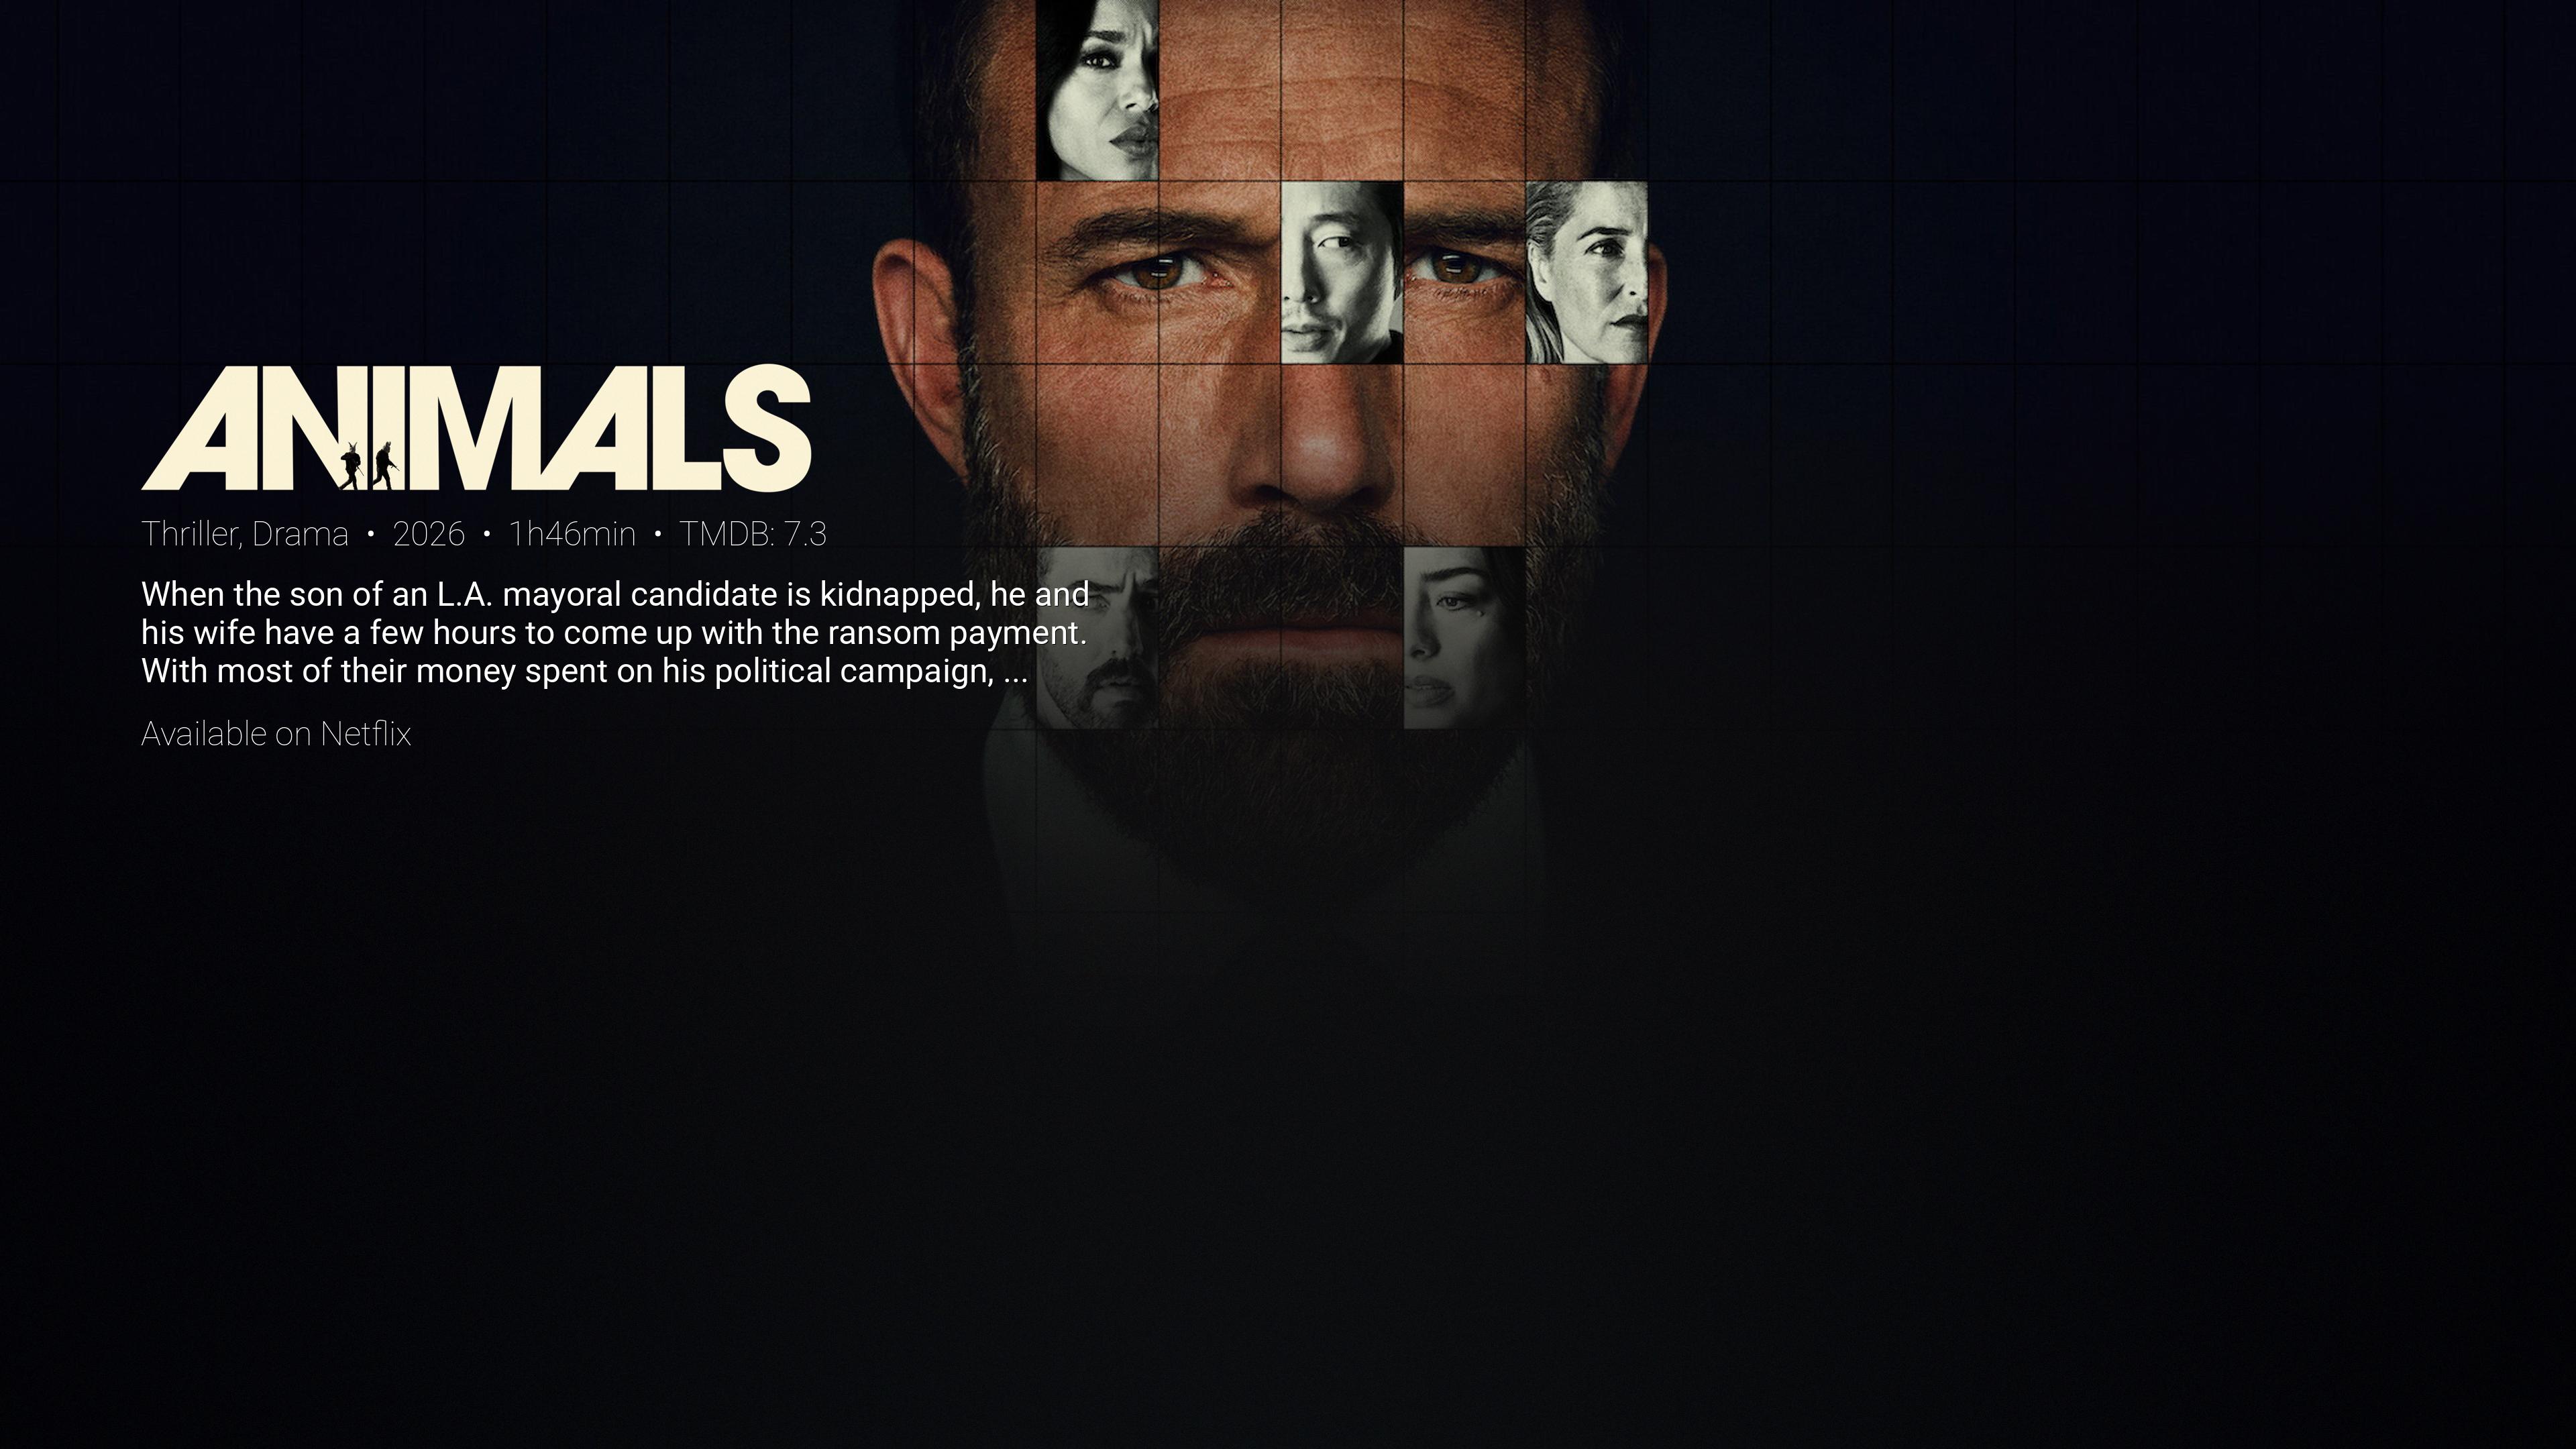 ANIMALS
Thriller, Drama • 2026 • 1h46min • TMDB: 7.3
When the son of an L.A. mayoral candidate is kidnapped, he and
his wife have a few hours to come up with the ransom payment.
With most of their money spent on his political campaign, ...
Available on Netflix